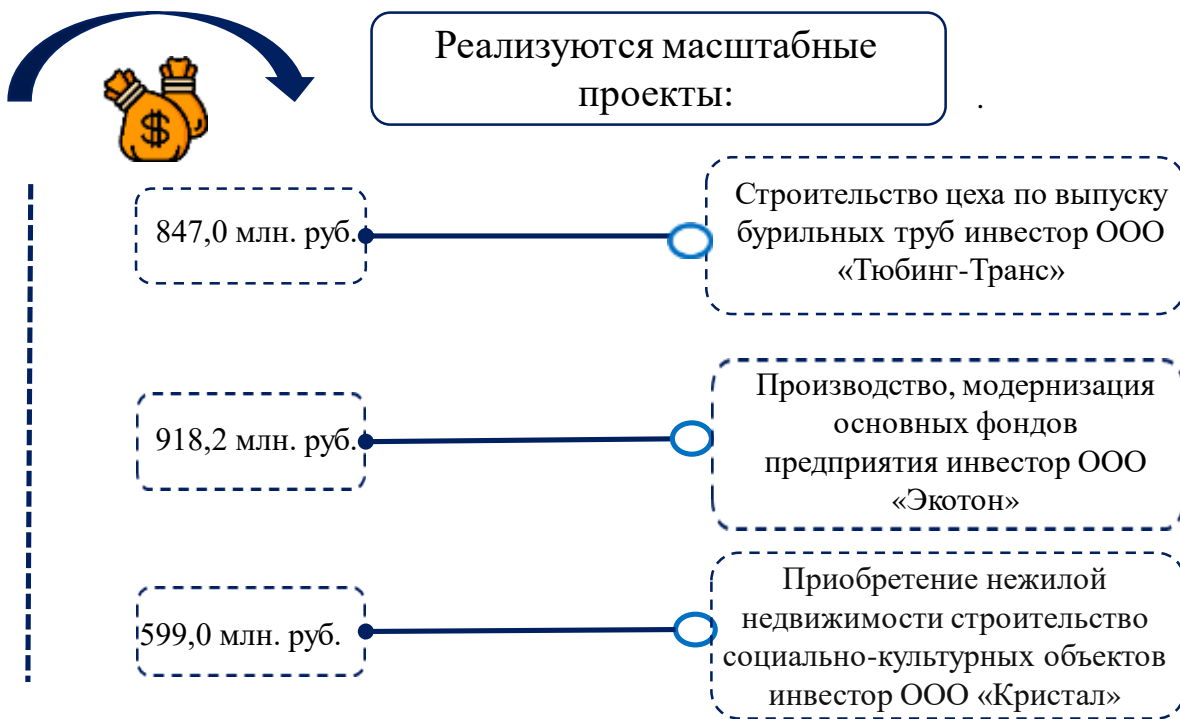 Реализуются масштабные
проекты:
.
$
847,0 млн. руб.
Строительство цеха по выпуску
бурильных труб инвестор ООО
«Тюбинг-Транс»
918,2 млн. руб.
Производство, модернизация
основных фондов
предприятия инвестор ООО
«Экотон»
599,0 млн. руб.
Приобретение нежилой
недвижимости строительство
социально-культурных объектов
инвестор ООО «Кристал»